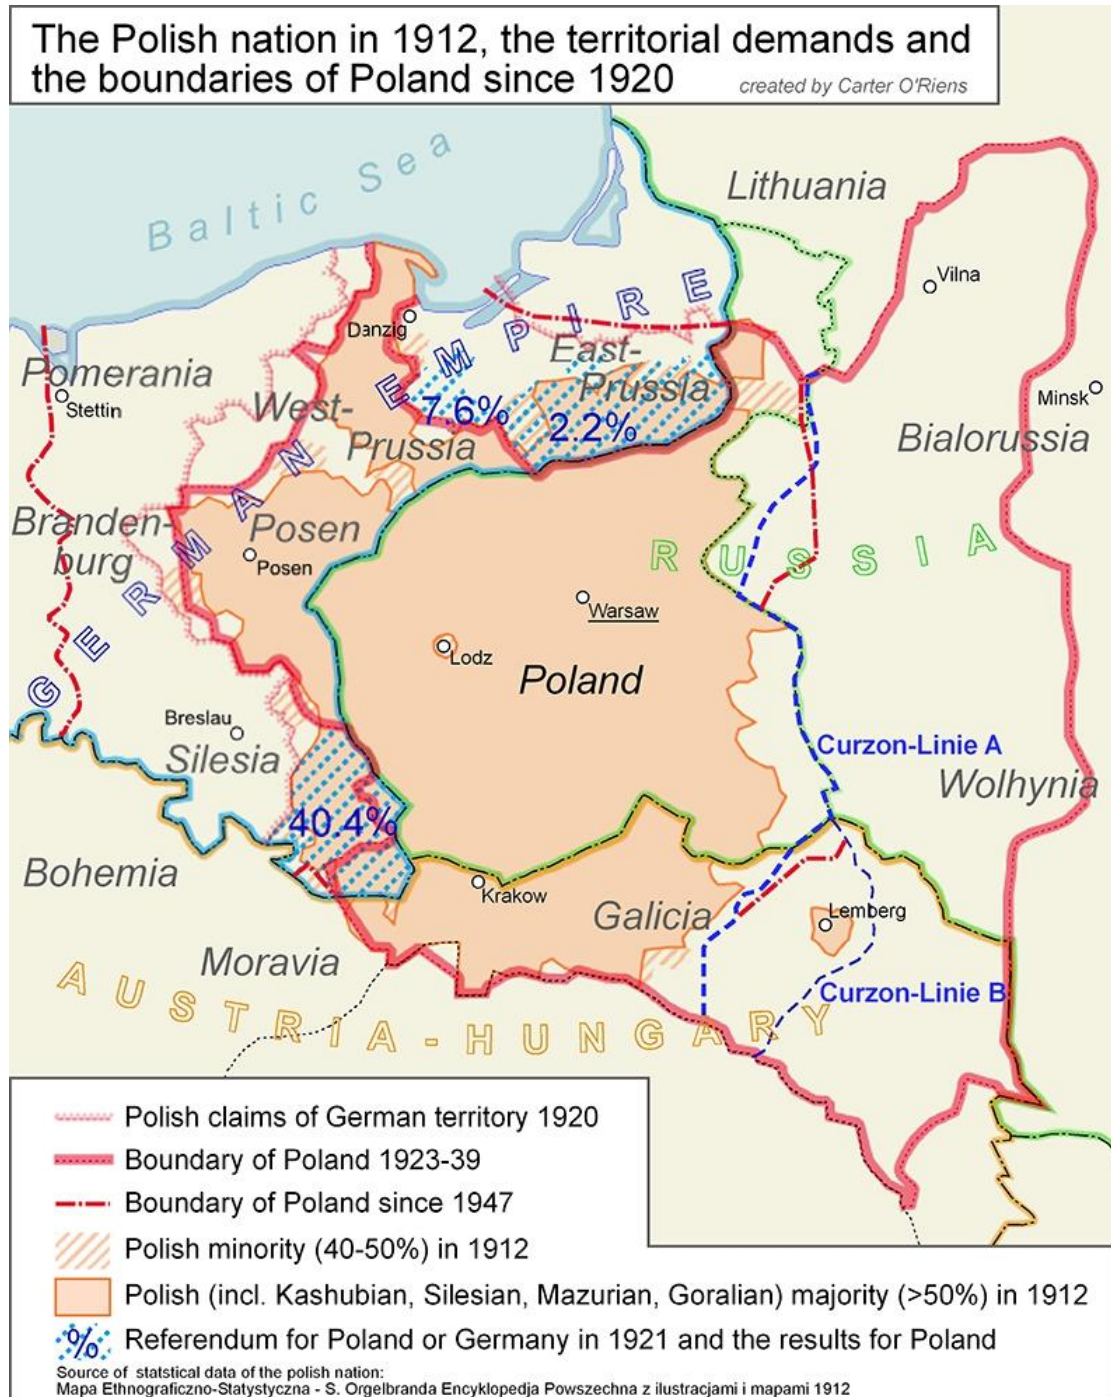 The Polish nation in 1912, the territorial demands and
the boundaries of Poland since 1920
created by Carter O'Riens
Baltic Sea
Lithuania
Vilna
Danzig
GERMAN EMPIRE
East-
Prussia
Pomerania
Stettin
West-
Prussia
7.6%
2.2%
Minsk
Bialorussia
Branden-
burg
Posen
Posen
RUSSIA
Warsaw
Lodz
Poland
Breslau
Silesia
Curzon-Linie A
Wolhynia
40.4%
Bohemia
Krakow
Galicia
Lemberg
Moravia
Curzon-Linie B
AUSTRIA-HUNGARY
Polish claims of German territory 1920
Boundary of Poland 1923-39
Boundary of Poland since 1947
Polish minority (40-50%) in 1912
Polish (incl. Kashubian, Silesian, Mazurian, Goralian) majority (>50%) in 1912
% Referendum for Poland or Germany in 1921 and the results for Poland
Source of statstical data of the polish nation:
Mapa Ethnograficzno-Statystyczna - S. Orgelbranda Encyklopedja Powszechna z ilustracjami i mapami 1912